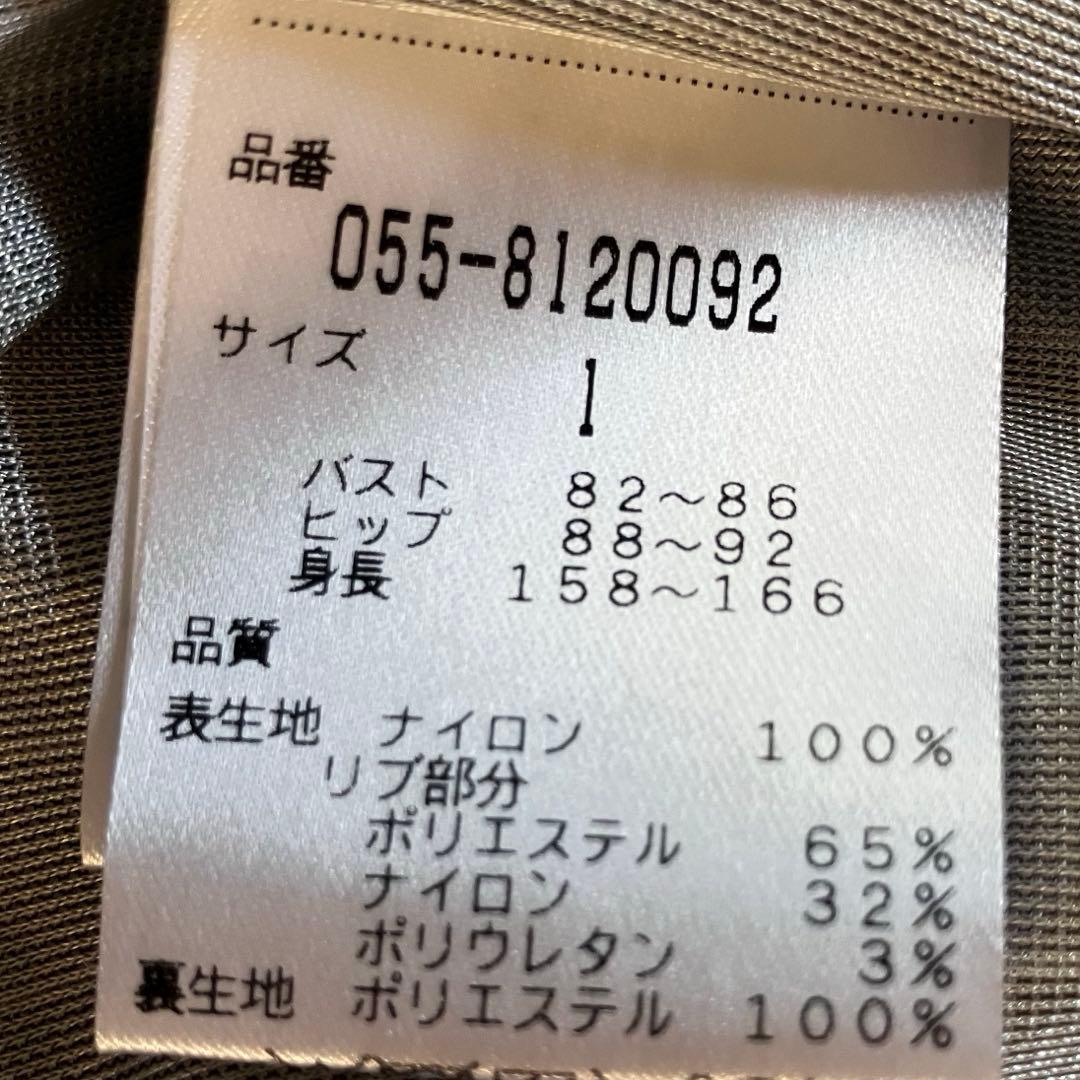 品番
055-8120092
サイズ
1
バスト 82～86
ヒップ 88～92
身長 158～166
品質
表生地 ナイロン 100%
リブ部分
ポリエステル 65%
ナイロン 32%
ポリウレタン 3%
裏生地 ポリエステル 100%